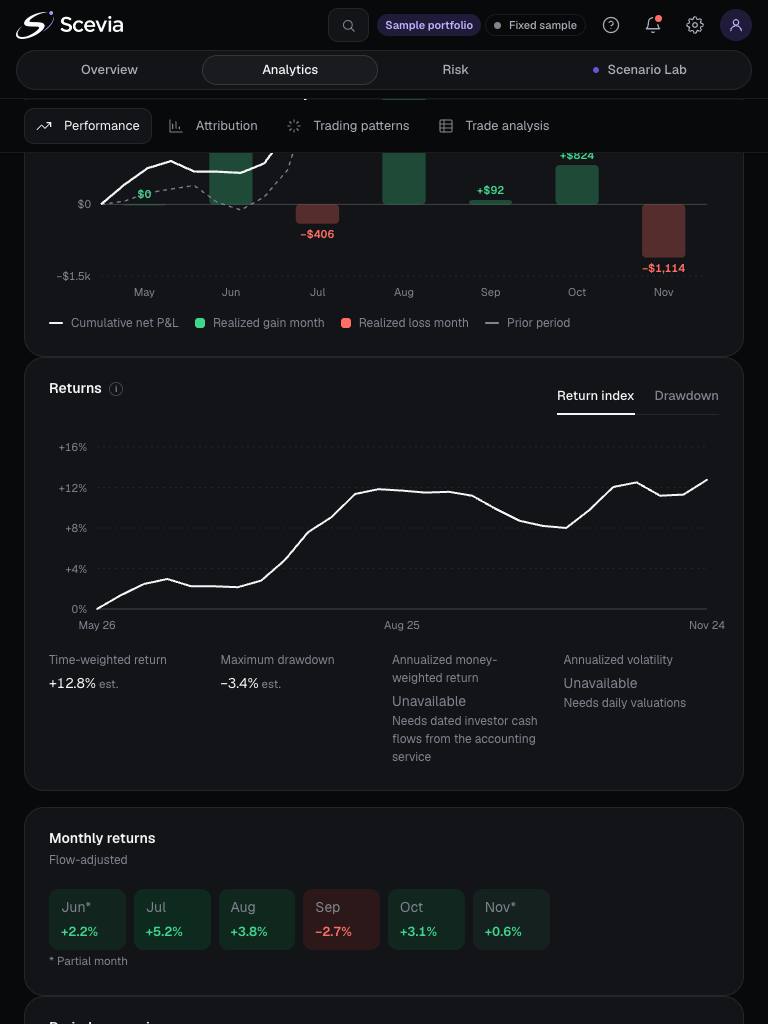 Scevia
Sample portfolio
Fixed sample
Overview
Analytics
Risk
Scenario Lab
Performance
Attribution
Trading patterns
Trade analysis
+$824
$0
+$92
$0
−$406
−$1,114
−$1.5k
May
Jun
Jul
Aug
Sep
Oct
Nov
Cumulative net P&L
Realized gain month
Realized loss month
Prior period
Returns
Return index
Drawdown
+16%
+12%
+8%
+4%
0%
May 26
Aug 25
Nov 24
Time-weighted return
+12.8% est.
Maximum drawdown
−3.4% est.
Annualized money-
weighted return
Unavailable
Needs dated investor cash
flows from the accounting
service
Annualized volatility
Unavailable
Needs daily valuations
Monthly returns
Flow-adjusted
Jun*
+2.2%
Jul
+5.2%
Aug
+3.8%
Sep
−2.7%
Oct
+3.1%
Nov*
+0.6%
* Partial month